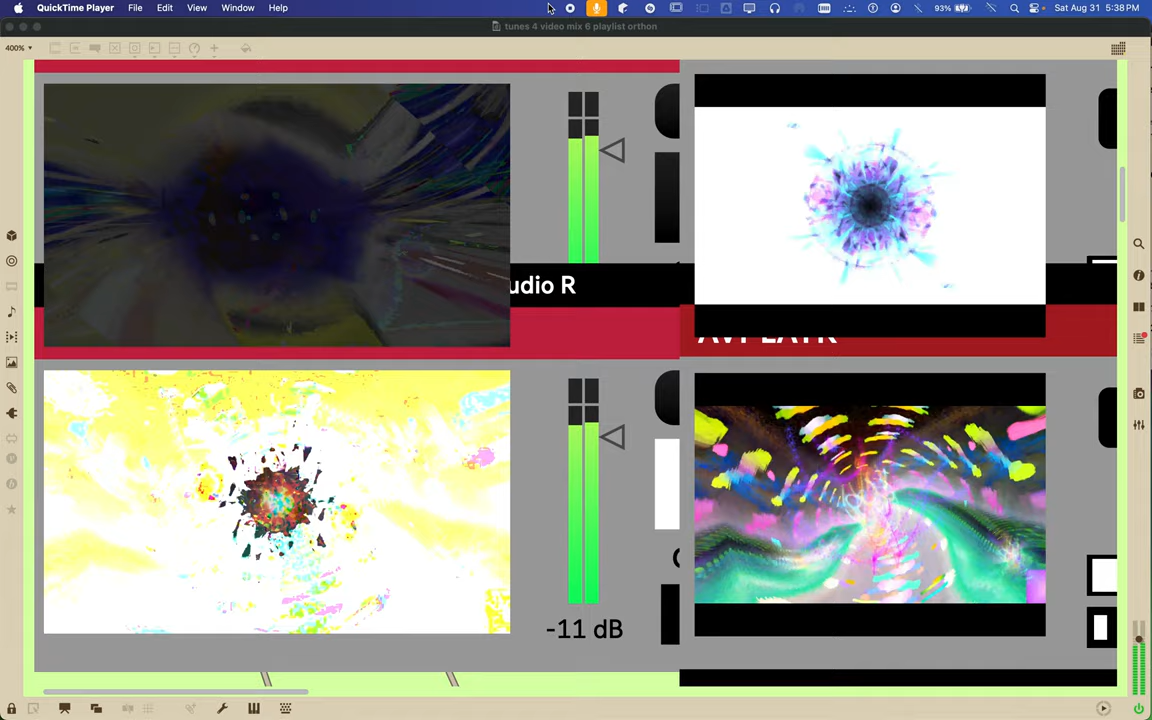 QuickTime Player File Edit View Window Help
93% Sat Aug 31 5:38 PM
tunes 4 video mix 6 playlist orthon
400%
udio R
-11 dB